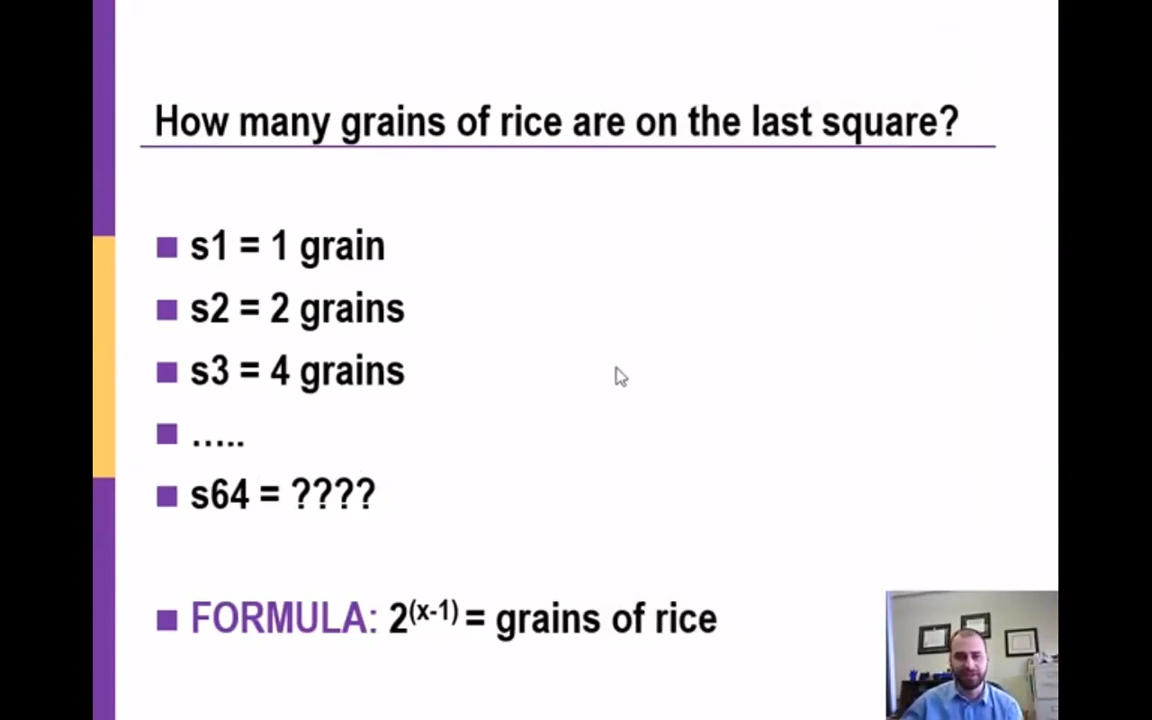 How many grains of rice are on the last square?
s1 = 1 grain
s2 = 2 grains
s3 = 4 grains
…..
s64 = ????
FORMULA: 2^(x-1) = grains of rice